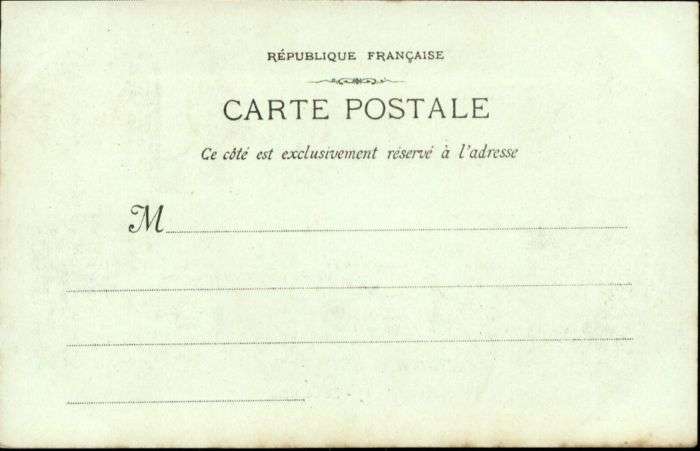 RÉPUBLIQUE FRANÇAISE
CARTE POSTALE
Ce côté est exclusivement réservé à l'adresse
M